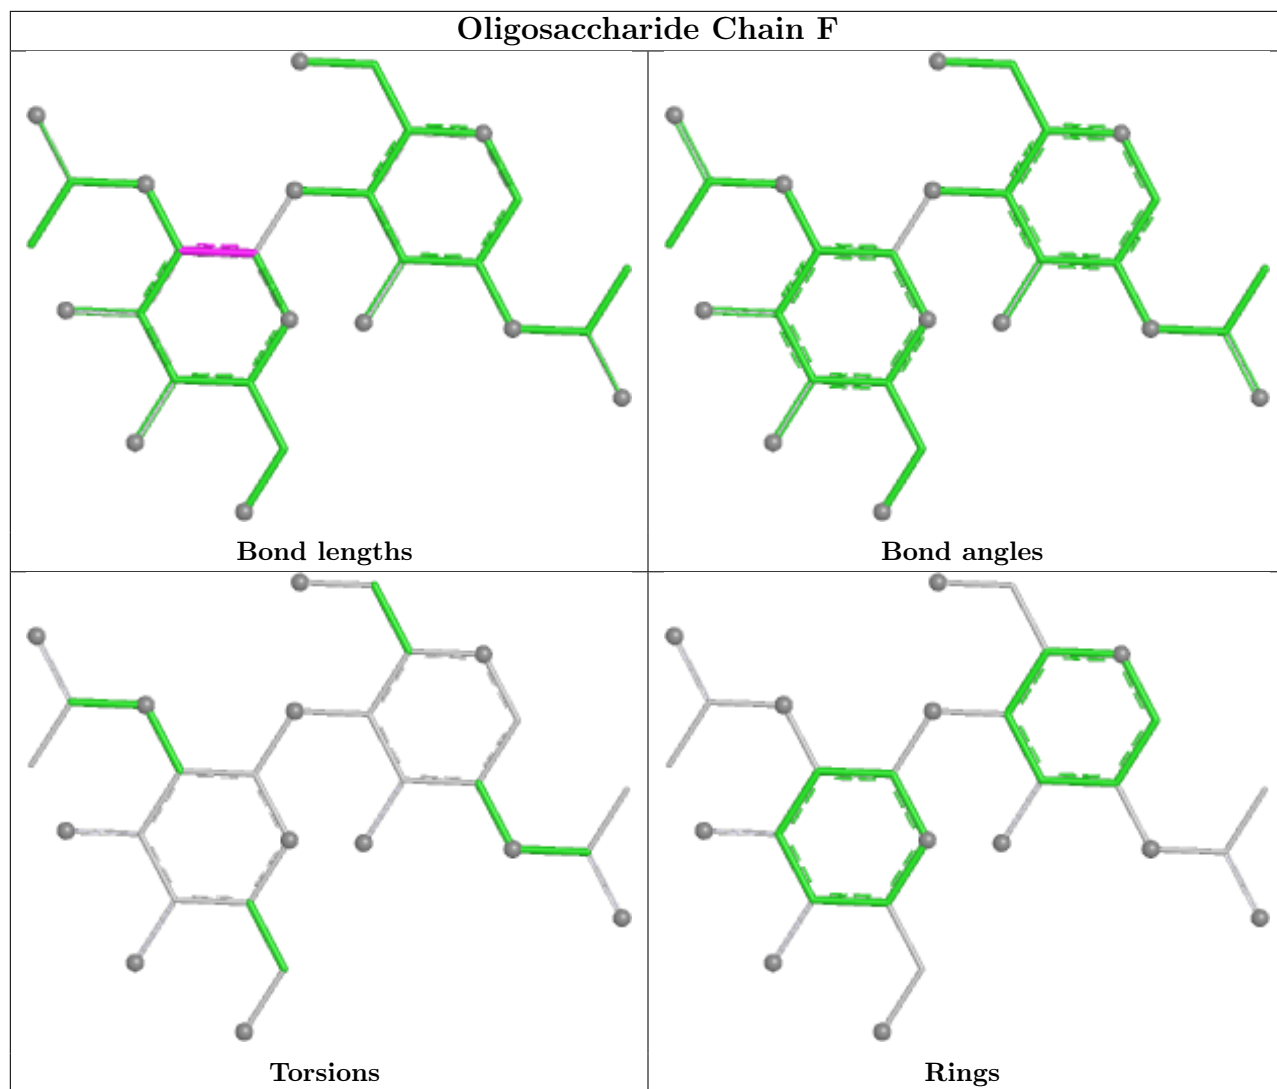 Oligosaccharide Chain F
Bond lengths
Bond angles
Torsions
Rings